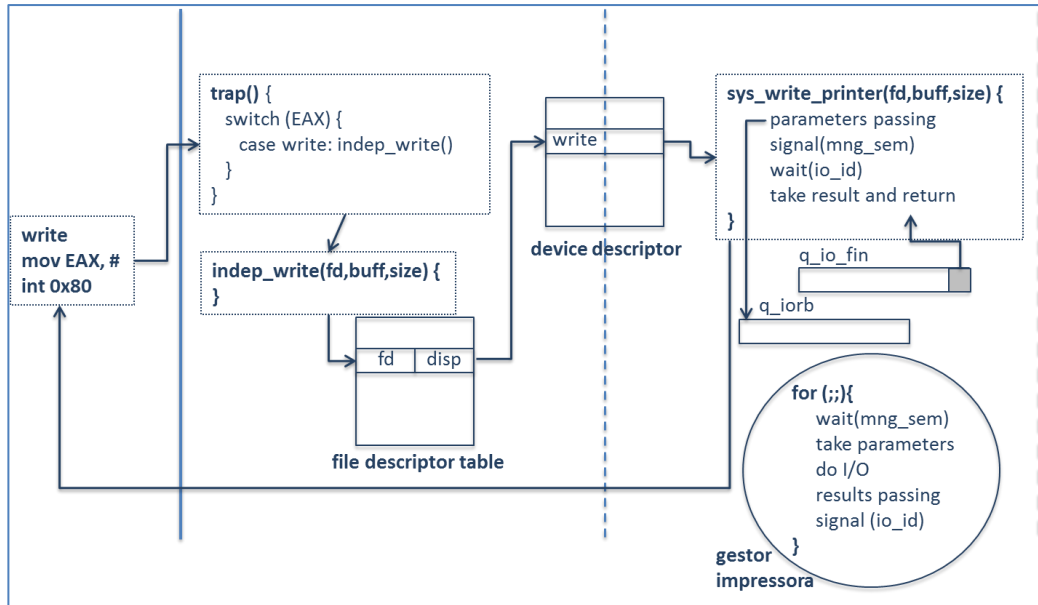 write
mov EAX, #
int 0x80
trap() {
switch (EAX) {
case write: indep_write()
}
}
indep_write(fd,buff,size) {
}
fd disp
file descriptor table
write
device descriptor
sys_write_printer(fd,buff,size) {
parameters passing
signal(mng_sem)
wait(io_id)
take result and return
}
q_io_fin
q_iorb
for (;;){
wait(mng_sem)
take parameters
do I/O
results passing
signal (io_id)
}
gestor
impressora